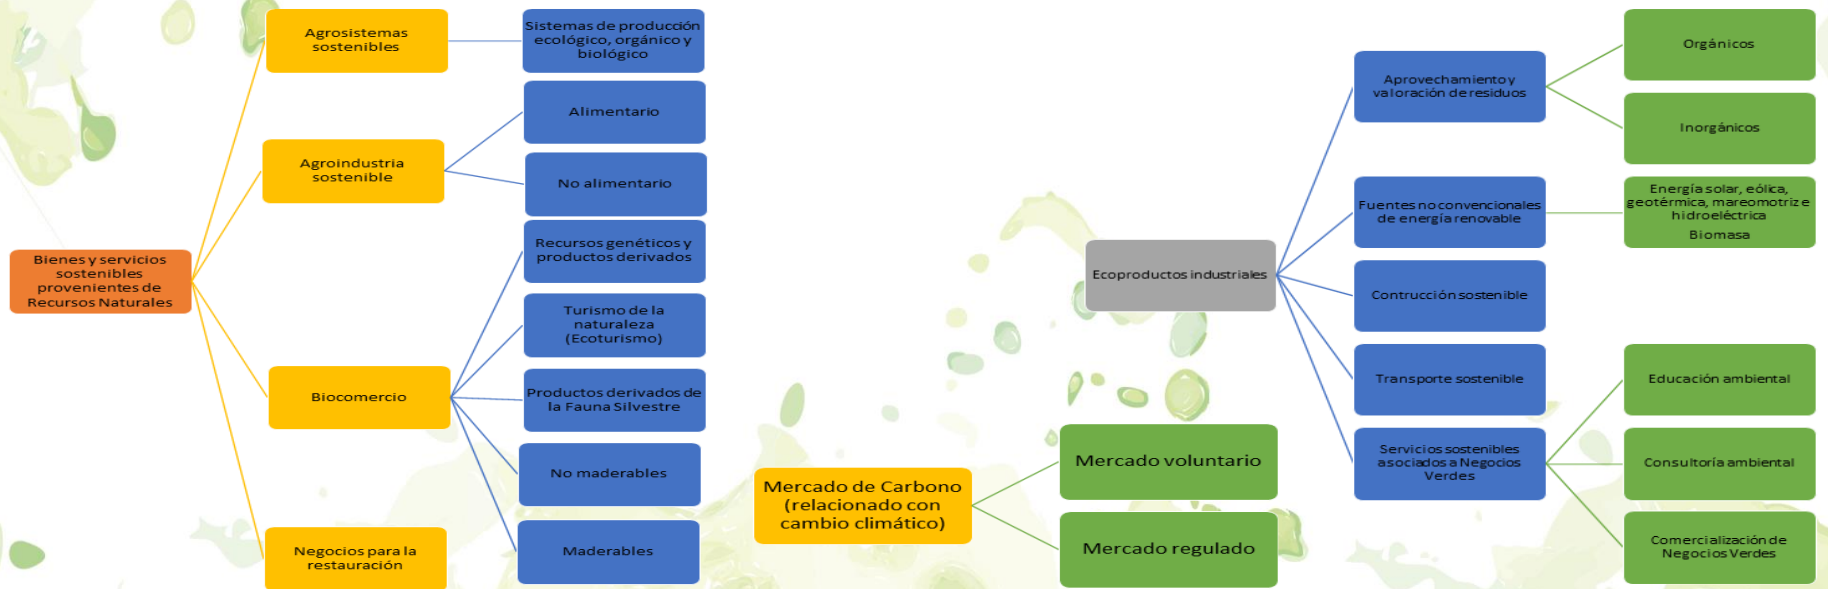 Bienes y servicios
sostenibles
provenientes de
Recursos Naturales
Agrosistemas
sostenibles
Sistemas de producción
ecológico, orgánico y
biológico
Agroindustria
sostenible
Alimentario
No alimentario
Biocomercio
Recursos genéticos y
productos derivados
Turismo de la
naturaleza
(Ecoturismo)
Productos derivados de
la Fauna Silvestre
No maderables
Maderables
Negocios para la
restauración
Mercado de Carbono
(relacionado con
cambio climático)
Mercado voluntario
Mercado regulado
Ecoproductos industriales
Aprovechamiento y
valoración de residuos
Orgánicos
Inorgánicos
Fuentes no convencionales
de energía renovable
Energía solar, eólica,
geotérmica, mareomotriz e
hidroeléctrica
Biomasa
Contrucción sostenible
Transporte sostenible
Servicios sostenibles
asociados a Negocios
Verdes
Educación ambiental
Consultoría ambiental
Comercialización de
Negocios Verdes